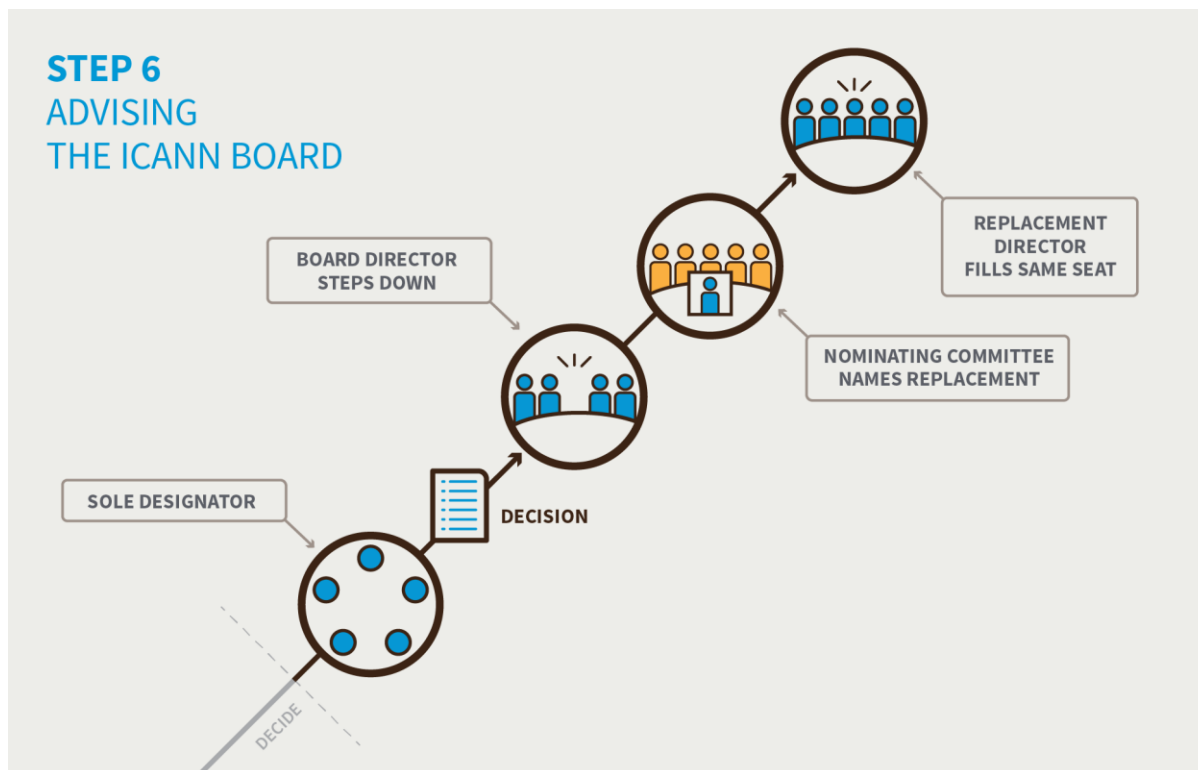 STEP 6
ADVISING
THE ICANN BOARD
REPLACEMENT
DIRECTOR
FILLS SAME SEAT
BOARD DIRECTOR
STEPS DOWN
NOMINATING COMMITTEE
NAMES REPLACEMENT
SOLE DESIGNATOR
DECISION
DECIDE